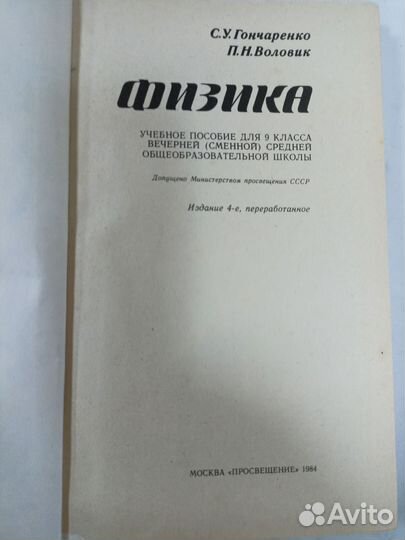 С.У.Гончаренко
П.Н.Воловик
ФИЗИКА
УЧЕБНОЕ ПОСОБИЕ ДЛЯ 9 КЛАССА
ВЕЧЕРНЕЙ (СМЕННОЙ) СРЕДНЕЙ
ОБЩЕОБРАЗОВАТЕЛЬНОЙ ШКОЛЫ
Допущено Министерством просвещения СССР
Издание 4-е, переработанное
МОСКВА «ПРОСВЕЩЕНИЕ» 1984
Avito